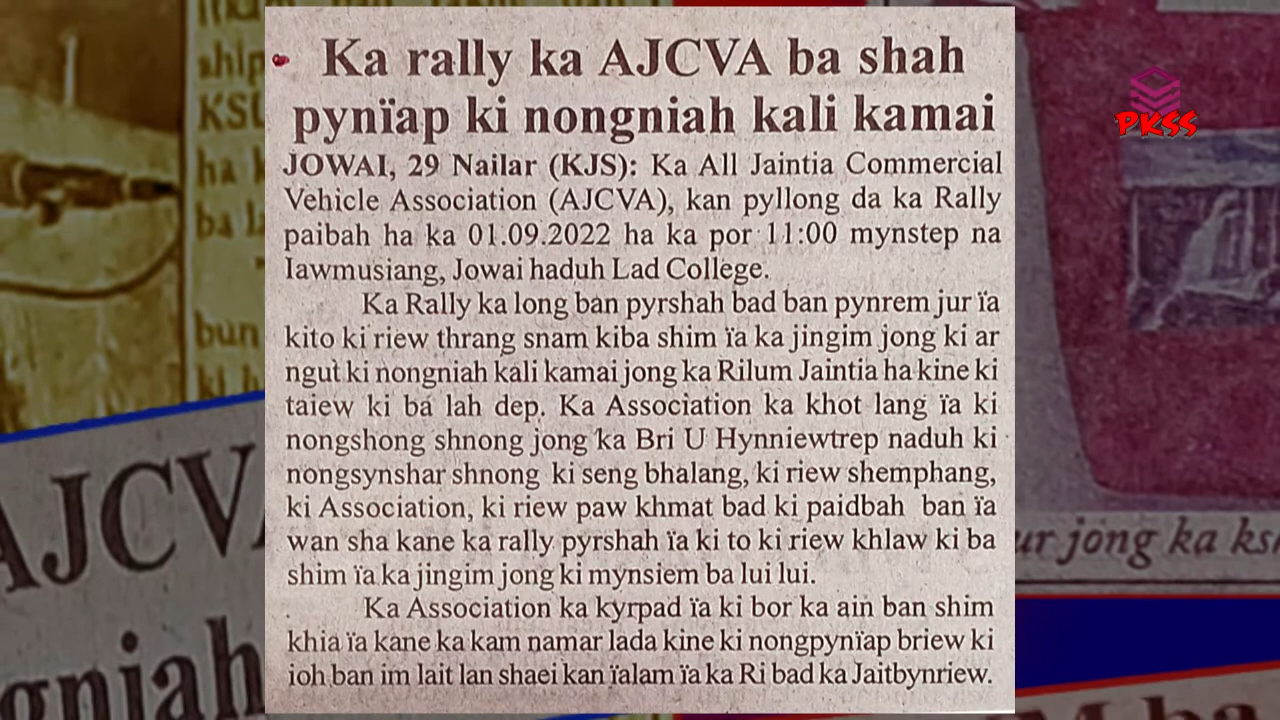 Ka rally ka AJCVA ba shah
pynïap ki nongniah kali kamai
JOWAI, 29 Nailar (KJS): Ka All Jaintia Commercial
Vehicle Association (AJCVA), kan pyllong da ka Rally
paibah ha ka 01.09.2022 ha ka por 11:00 mynstep na
Iawmusiang, Jowai haduh Lad College.
Ka Rally ka long ban pyrshah bad ban pynrem jur ïa
kito ki riew thrang snam kiba shim ïa ka jingim jong ki ar
ngut ki nongniah kali kamai jong ka Rilum Jaintia ha kine ki
taiew ki ba lah dep. Ka Association ka khot lang ïa ki
nongshong shnong jong ka Bri U Hynniewtrep naduh ki
nongsynshar shnong ki seng bhalang, ki riew shemphang,
ki Association, ki riew paw khmat bad ki paidbah ban ïa
wan sha kane ka rally pyrshah ïa ki to ki riew khlaw ki ba
shim ïa ka jingim jong ki mynsiem ba lui lui.
Ka Association ka kyrpad ïa ki bor ka ain ban shim
khia ïa kane ka kam namar lada kine ki nongpynïap briew ki
ioh ban im lait lan shaei kan ïalam ïa ka Ri bad ka Jaitbynriew.
PKSS
KSU
bun
AJCV
jong ka